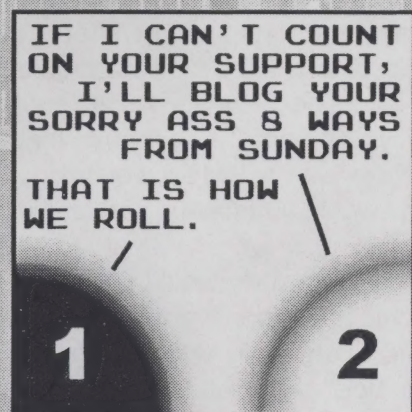 IF I CAN'T COUNT
ON YOUR SUPPORT,
I'LL BLOG YOUR
SORRY ASS 8 WAYS
FROM SUNDAY.
THAT IS HOW
WE ROLL.
1
2